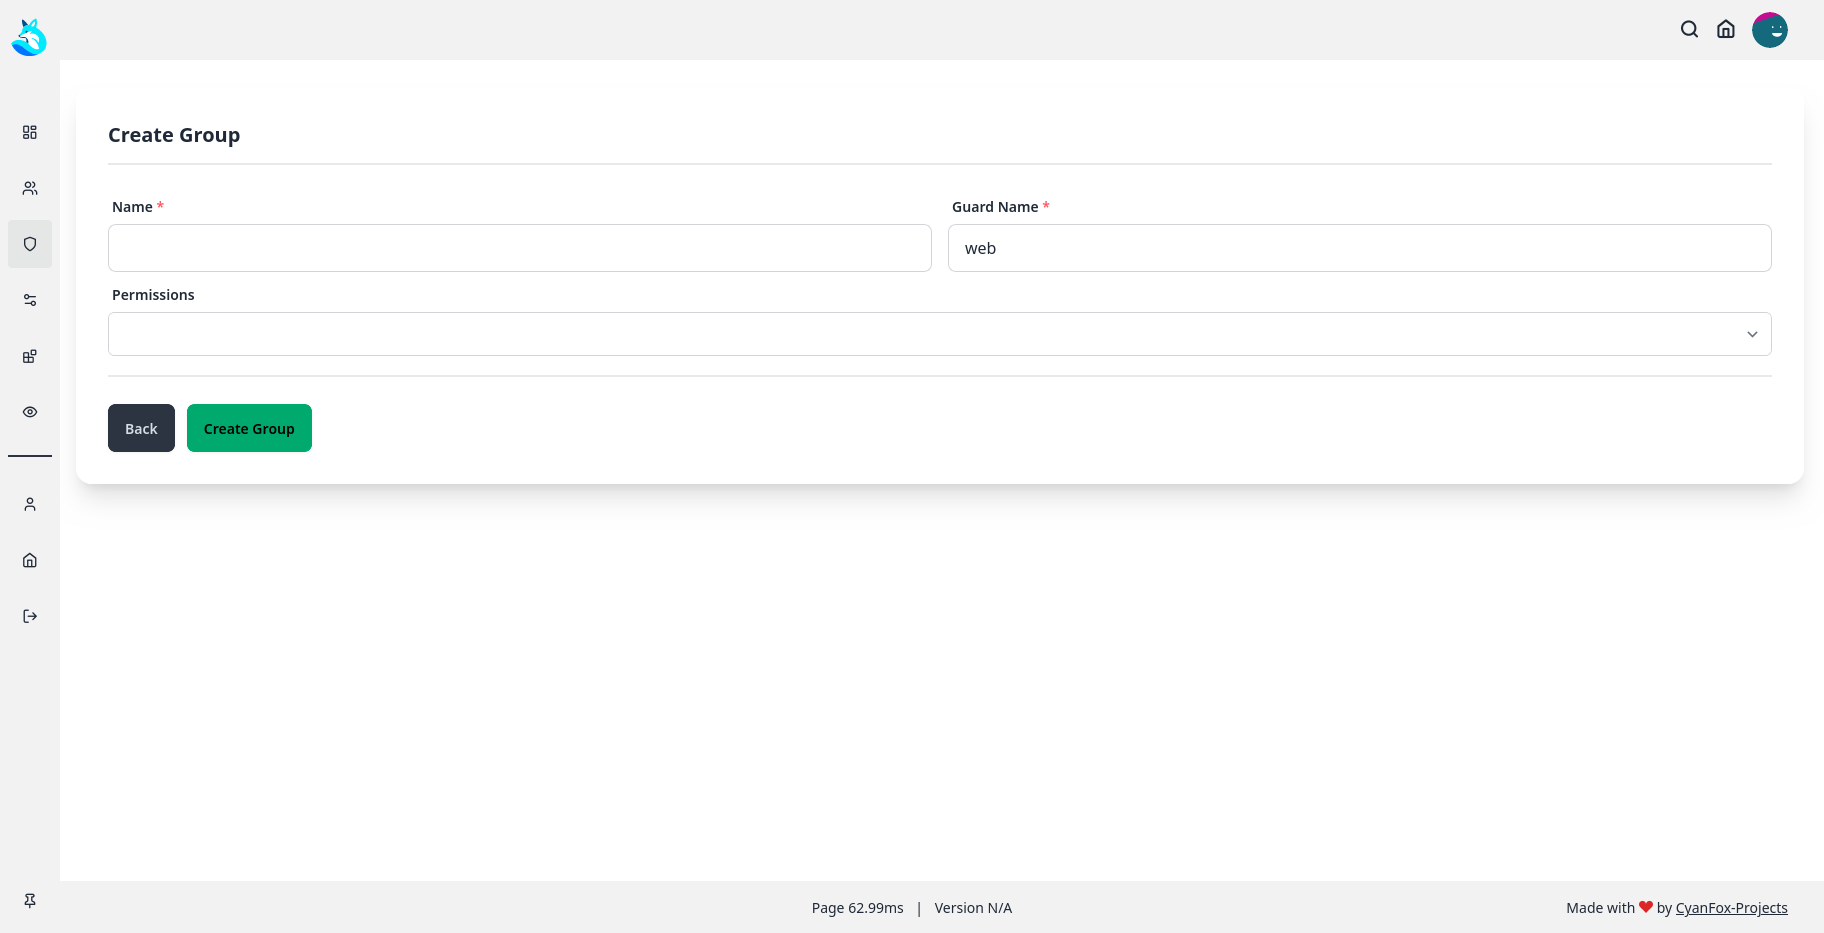 Create Group
Name *
Guard Name *
web
Permissions
Back
Create Group
Page 62.99ms | Version N/A
Made with ❤ by CyanFox-Projects